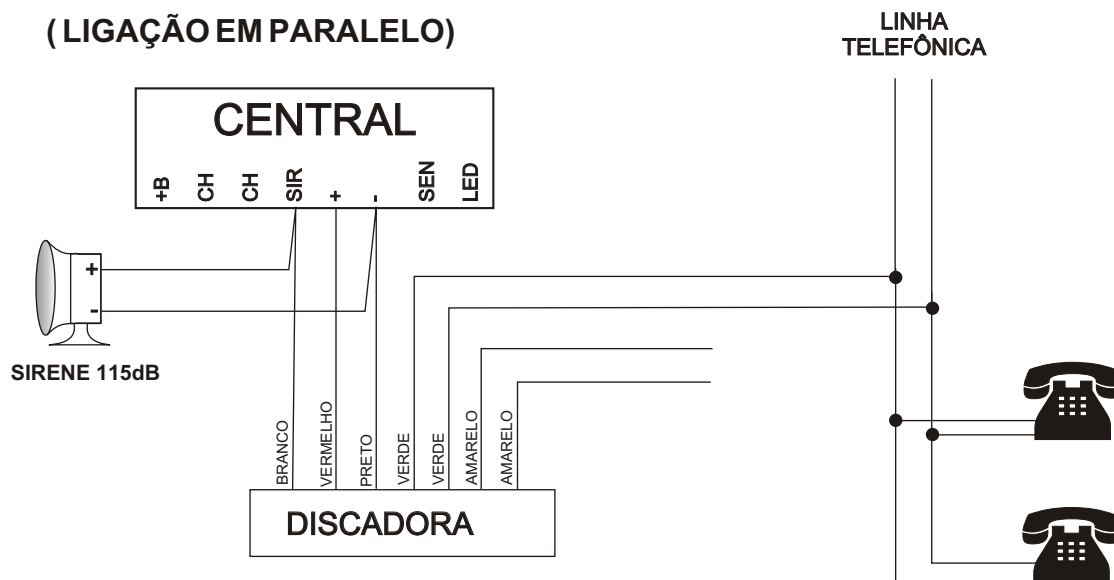 ( LIGAÇÃO EM PARALELO)
LINHA
TELEFÔNICA
CENTRAL
+B
CH
CH
SIR
+
-
SEN
LED
+
-
SIRENE 115dB
BRANCO
VERMELHO
PRETO
VERDE
VERDE
AMARELO
AMARELO
DISCADORA